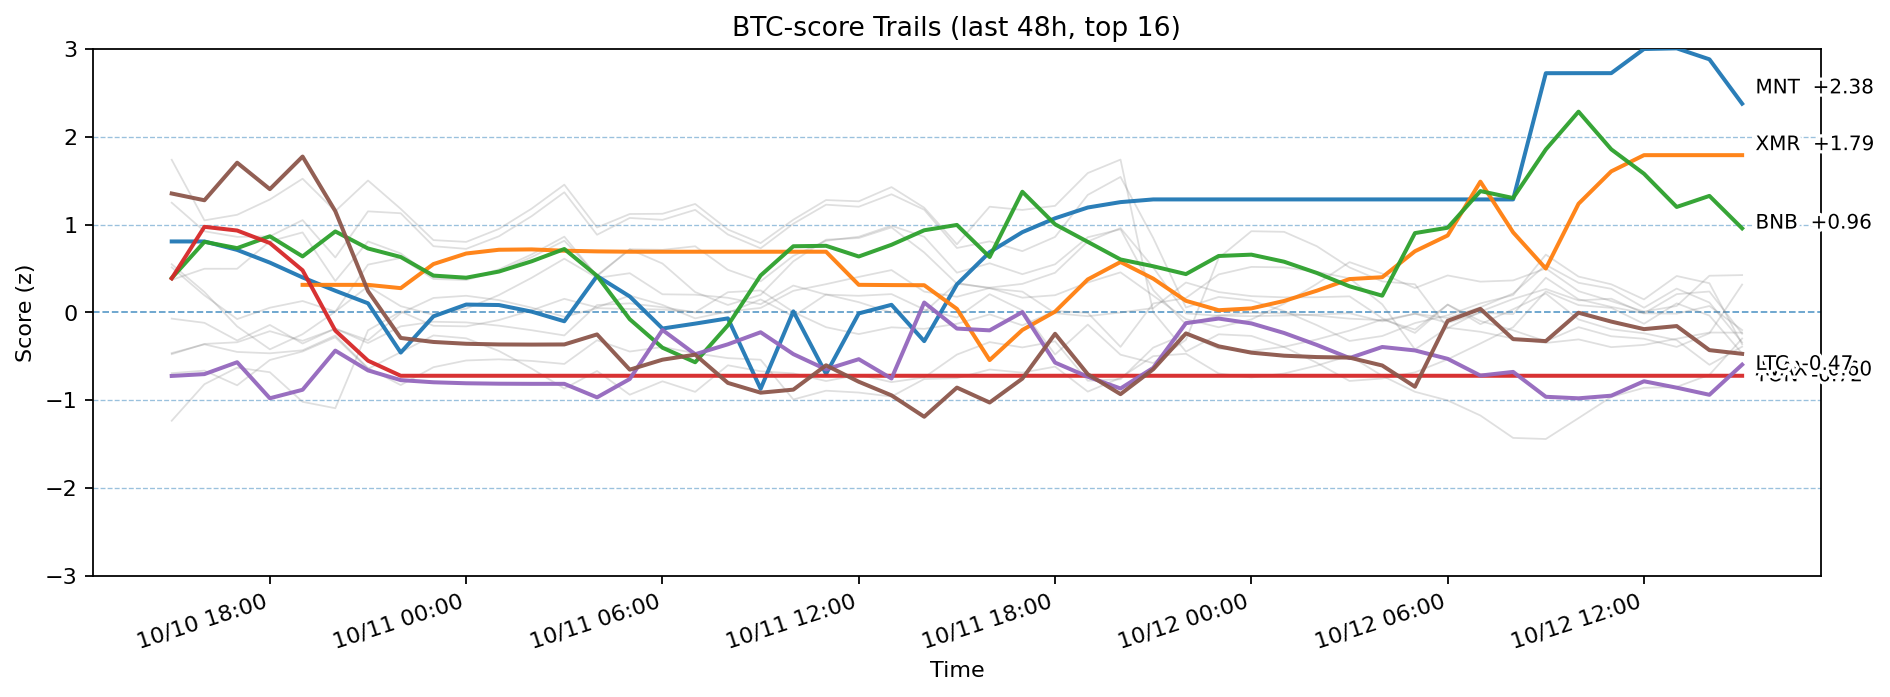 BTC-score Trails (last 48h, top 16)
Score (z)
3
2
1
0
−1
−2
−3
MNT +2.38
XMR +1.79
BNB +0.96
LTC -0.47
10/10 18:00
10/11 00:00
10/11 06:00
10/11 12:00
10/11 18:00
10/12 00:00
10/12 06:00
10/12 12:00
Time